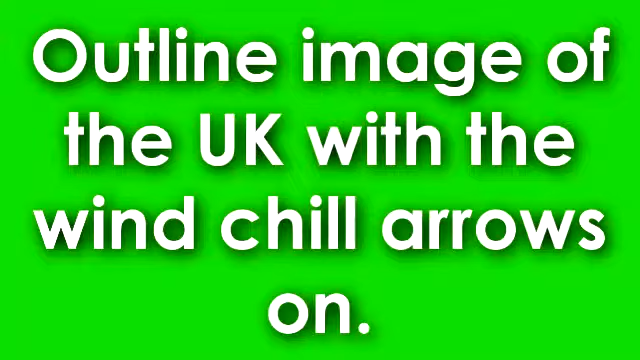 Outline image of
the UK with the
wind chill arrows
on.